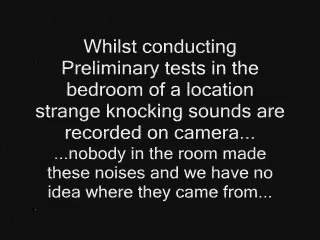 Whilst conducting
Preliminary tests in the
bedroom of a location
strange knocking sounds are
recorded on camera...
...nobody in the room made
these noises and we have no
idea where they came from...